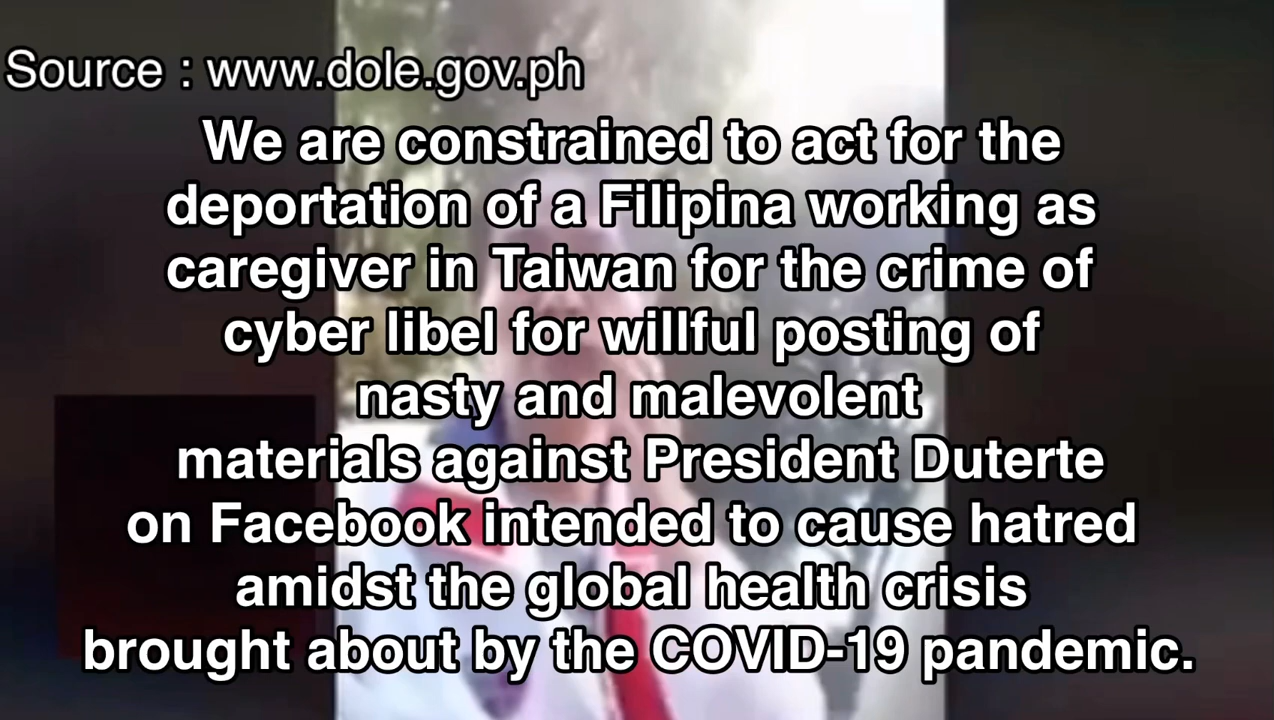 Source : www.dole.gov.ph
We are constrained to act for the
deportation of a Filipina working as
caregiver in Taiwan for the crime of
cyber libel for willful posting of
nasty and malevolent
materials against President Duterte
on Facebook intended to cause hatred
amidst the global health crisis
brought about by the COVID-19 pandemic.